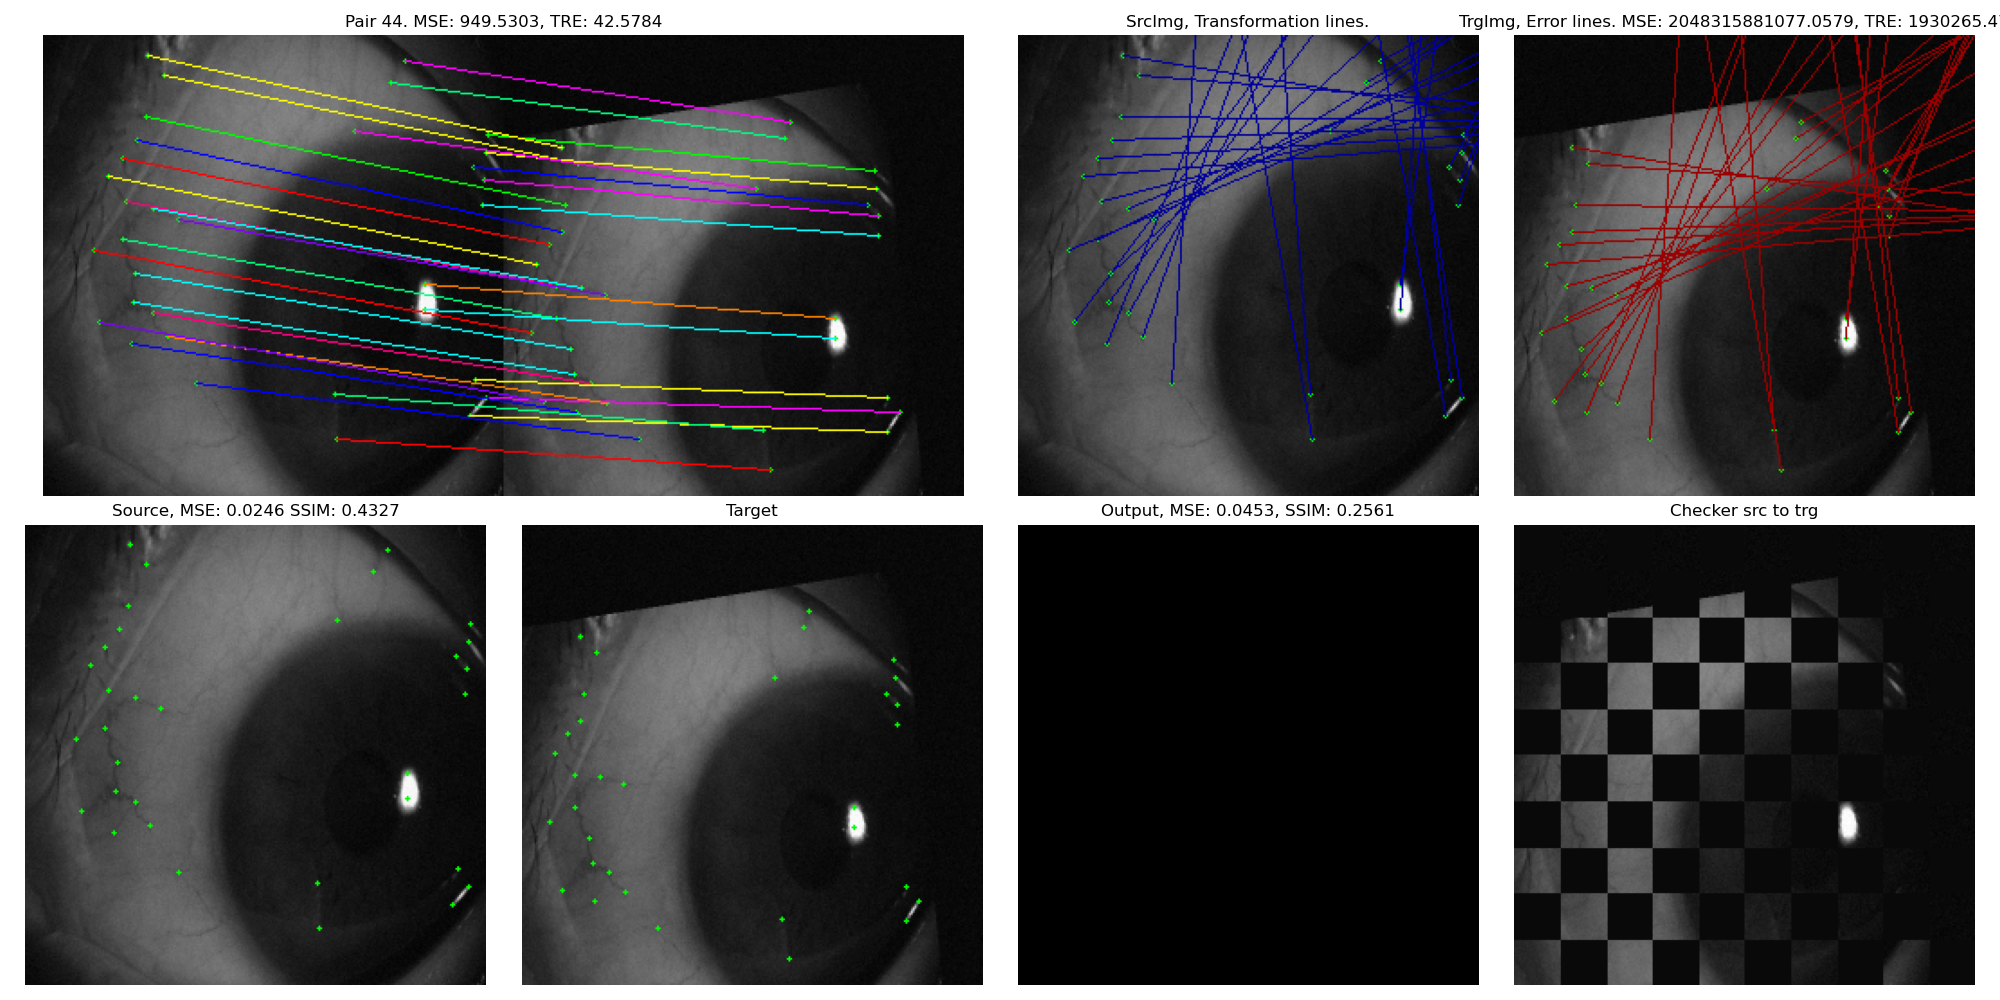 Pair 44. MSE: 949.5303, TRE: 42.5784
SrcImg, Transformation lines.
TrgImg, Error lines. MSE: 2048315881077.0579, TRE: 1930265.4
Source, MSE: 0.0246 SSIM: 0.4327
Target
Output, MSE: 0.0453, SSIM: 0.2561
Checker src to trg